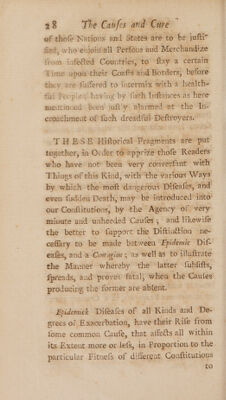 28 The Causes and Cure
of those Nations and States are to be justi-
fied, who enjoin all Persons and Merchandize
from infested Countries, to stay a certain
Time upon their Coasts and Borders, before
they are suffered to intermix with a health-
ful People; having by such Instances as here
mentioned been just'y alarmed at the In-
croachment of such dreadful Destroyers.
THESE Historical Fragments are put
together, in Order to apprize those Readers
who have not been very conversant with
Things of this Kind, with the various Ways
by which the most dangerous Diseases, and
even sudden Death, may be introduced into
our Constitutions, by the Agency of very
minute and unheeded Causes; and likewise
the better to support the Distinction ne-
cessary to be made between Epidemic Dis-
eases, and a Contagion; as well as to illustrate
the Manner whereby the latter subsists,
spreads, and proves fatal, when the Causes
producing the former are absent.
Epidemick Diseases of all Kinds and De-
grees of Exacerbation, have their Rise from
some common Cause, that affects all within
its Extent more or less, in Proportion to the
particular Fitness of different Constitutions
to